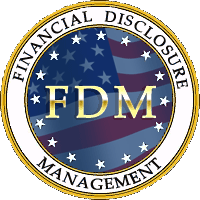 FINANCIAL DISCLOSURE
FDM
MANAGEMENT